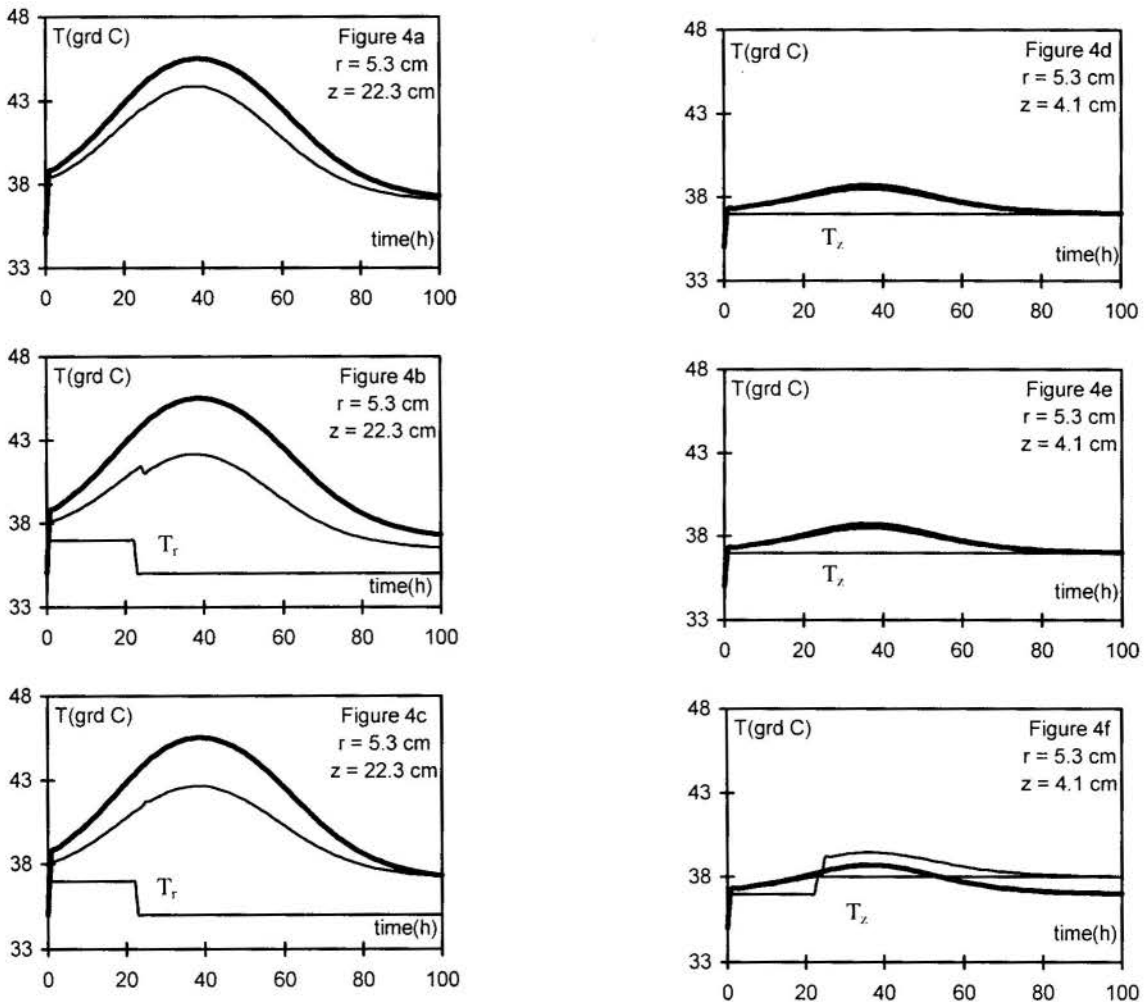 48
T(grd C)
Figure 4a
r = 5.3 cm
z = 22.3 cm
43
38
time(h)
33
0 20 40 60 80 100
48
T(grd C)
Figure 4b
r = 5.3 cm
z = 22.3 cm
43
38
Tr
time(h)
33
0 20 40 60 80 100
48
T(grd C)
Figure 4c
r = 5.3 cm
z = 22.3 cm
43
38
Tr
time(h)
33
0 20 40 60 80 100
48
T(grd C)
Figure 4d
r = 5.3 cm
z = 4.1 cm
43
38
Tz
time(h)
33
0 20 40 60 80 100
48
T(grd C)
Figure 4e
r = 5.3 cm
z = 4.1 cm
43
38
Tz
time(h)
33
0 20 40 60 80 100
48
T(grd C)
Figure 4f
r = 5.3 cm
z = 4.1 cm
43
38
Tz
time(h)
33
0 20 40 60 80 100